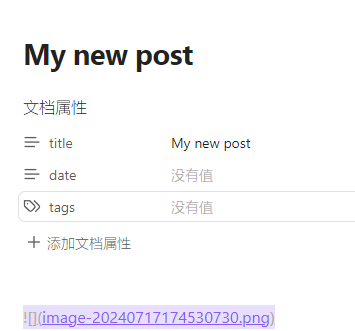 My new post
文档属性
title My new post
date 没有值
tags 没有值
添加文档属性
![](image-20240717174530730.png)